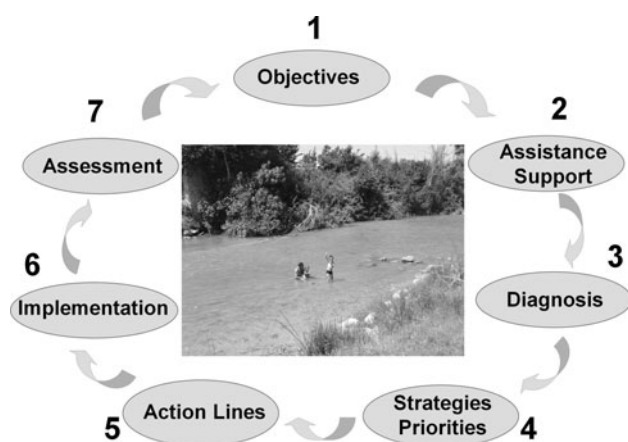 1
Objectives
2
Assistance
Support
3
Diagnosis
Strategies
Priorities
4
Action Lines
5
Implementation
6
Assessment
7